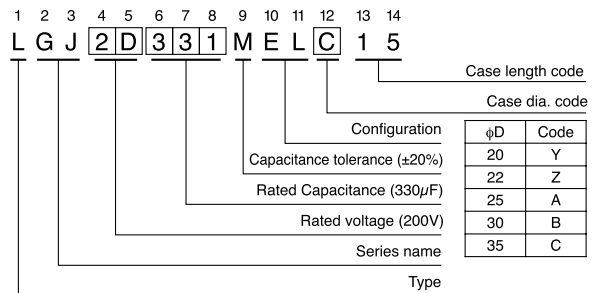 1 2 3 4 5 6 7 8 9 10 11 12 13 14
L G J 2 D 3 3 1 M E L C 1 5
Case length code
Case dia. code
Configuration
Capacitance tolerance (±20%)
Rated Capacitance (330µF)
Rated voltage (200V)
Series name
Type
ϕD Code
20 Y
22 Z
25 A
30 B
35 C